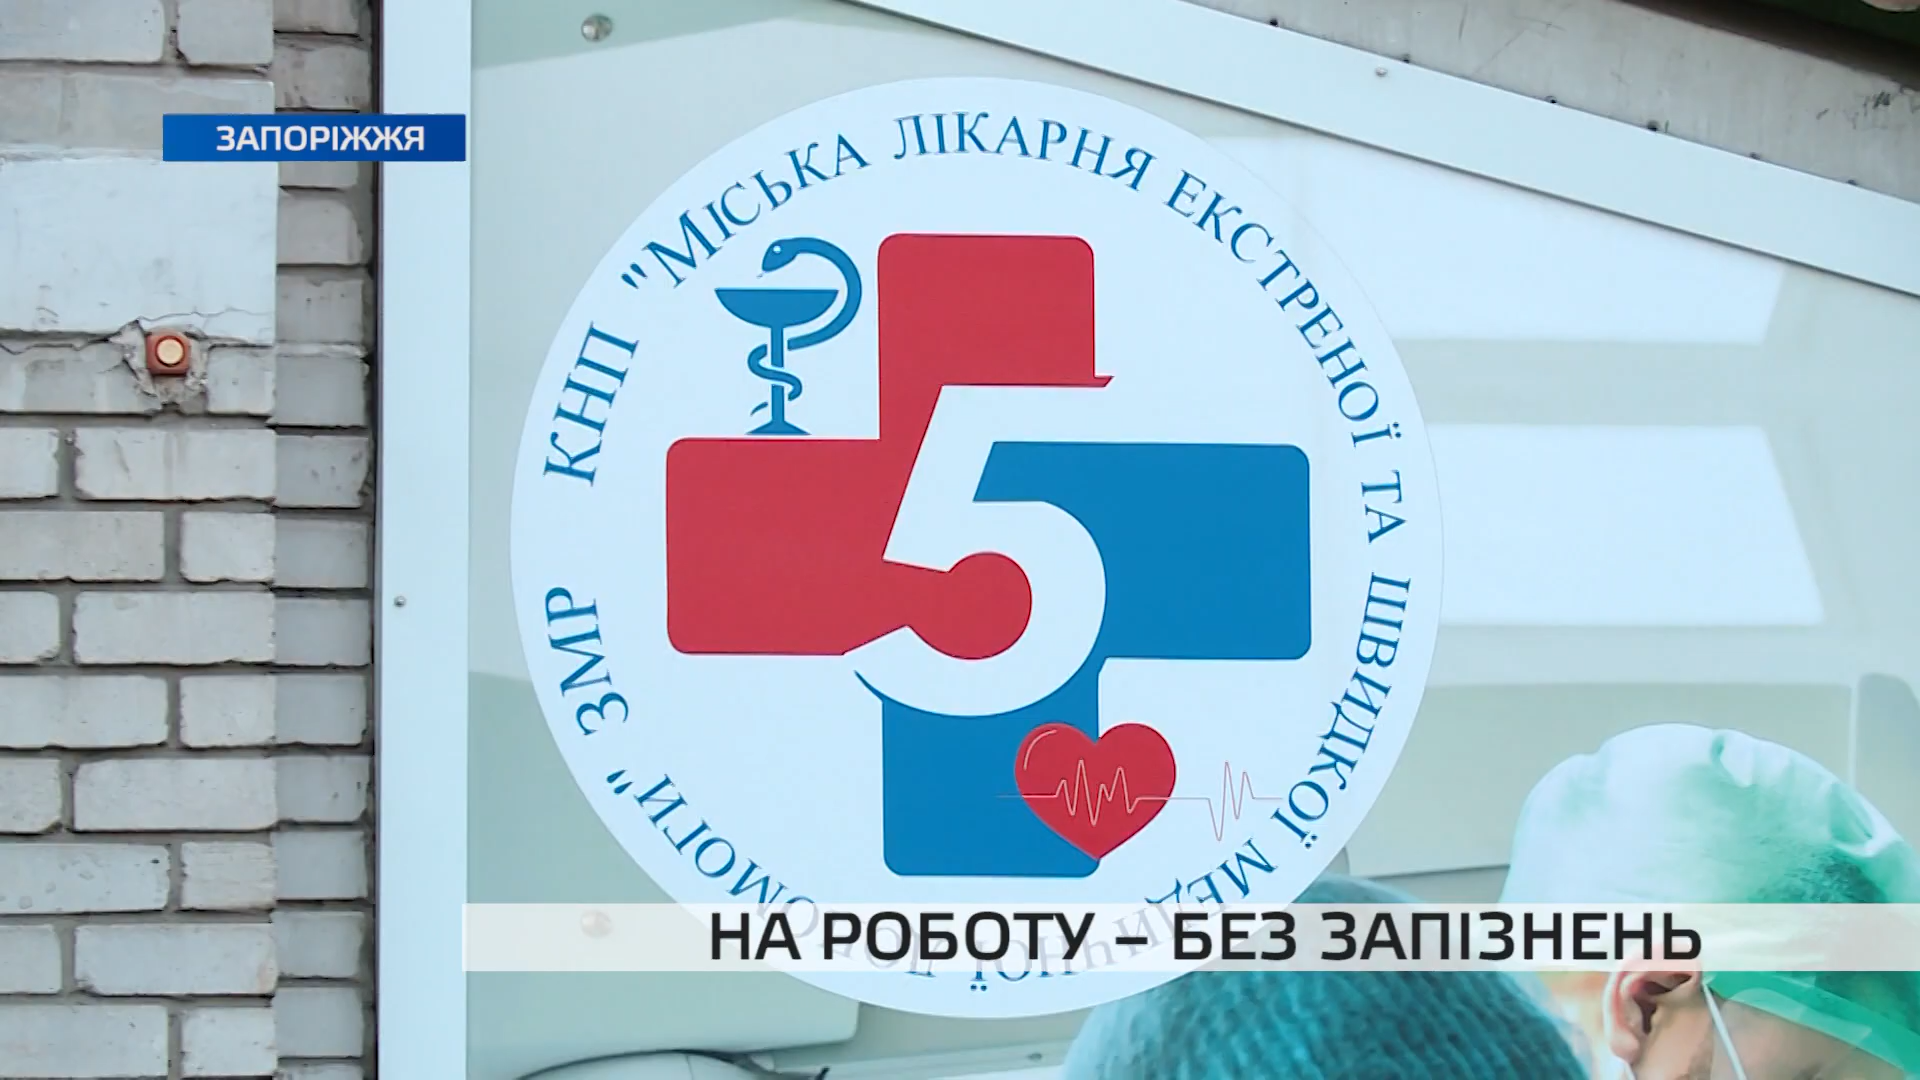 ЗАПОРІЖЖЯ
КНП "МІСЬКА ЛІКАРНЯ ЕКСТРЕНОЇ ТА ШВИДКОЇ МЕДИЧНОЇ ДОПОМОГИ" ЗМР
5
НА РОБОТУ – БЕЗ ЗАПІЗНЕНЬ